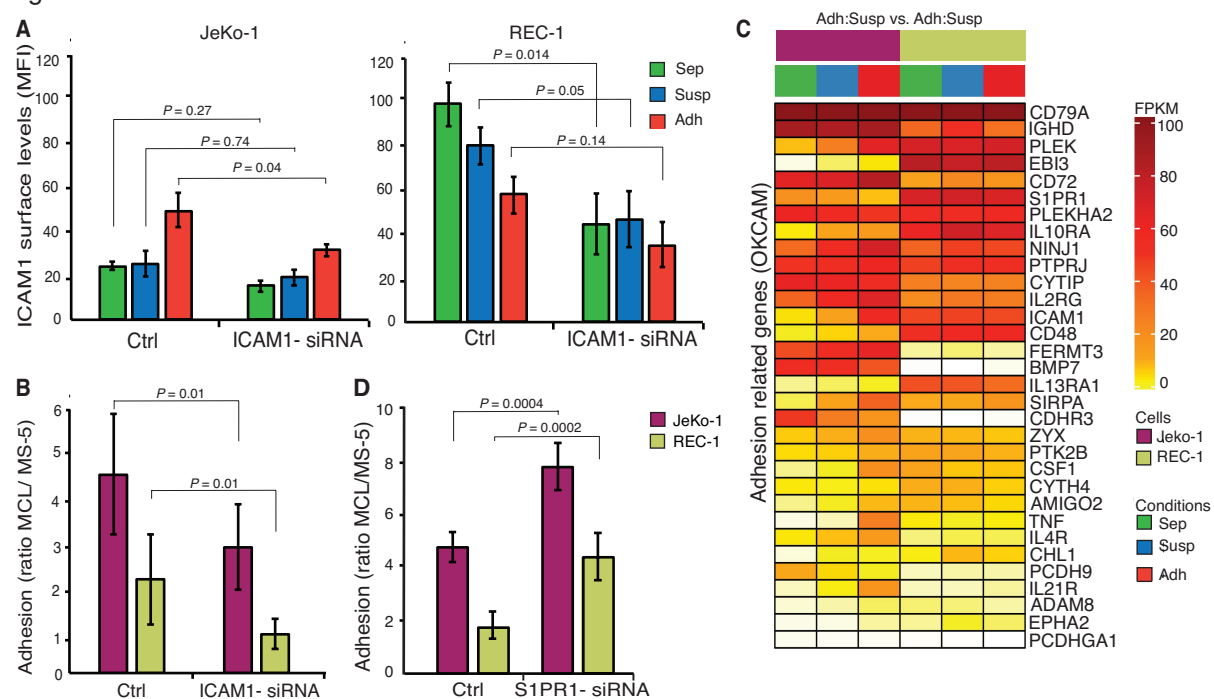 A
JeKo-1
REC-1
ICAM1 surface levels (MFI)
120
100
80
60
40
20
0
P = 0.27
P = 0.74
P = 0.04
Ctrl
ICAM1- siRNA
120
100
80
60
40
20
0
P = 0.014
P = 0.05
P = 0.14
Sep
Susp
Adh
Ctrl
ICAM1- siRNA
B
Adhesion (ratio MCL/ MS-5)
6
5
4
3
2
1
0
P = 0.01
P = 0.01
Ctrl
ICAM1- siRNA
D
Adhesion (ratio MCL/MS-5)
10
8
6
4
2
0
P = 0.0004
P = 0.0002
JeKo-1
REC-1
Ctrl
S1PR1- siRNA
C
Adh:Susp vs. Adh:Susp
Adhesion related genes (OKCAM)
CD79A
IGHD
PLEK
EBI3
CD72
S1PR1
PLEKHA2
IL10RA
NINJ1
PTPRJ
CYTIP
IL2RG
ICAM1
CD48
FERMT3
BMP7
IL13RA1
SIRPA
CDHR3
ZYX
PTK2B
CSF1
CYTH4
AMIGO2
TNF
IL4R
CHL1
PCDH9
IL21R
ADAM8
EPHA2
PCDHGA1
FPKM
100
80
60
40
20
0
Cells
Jeko-1
REC-1
Conditions
Sep
Susp
Adh